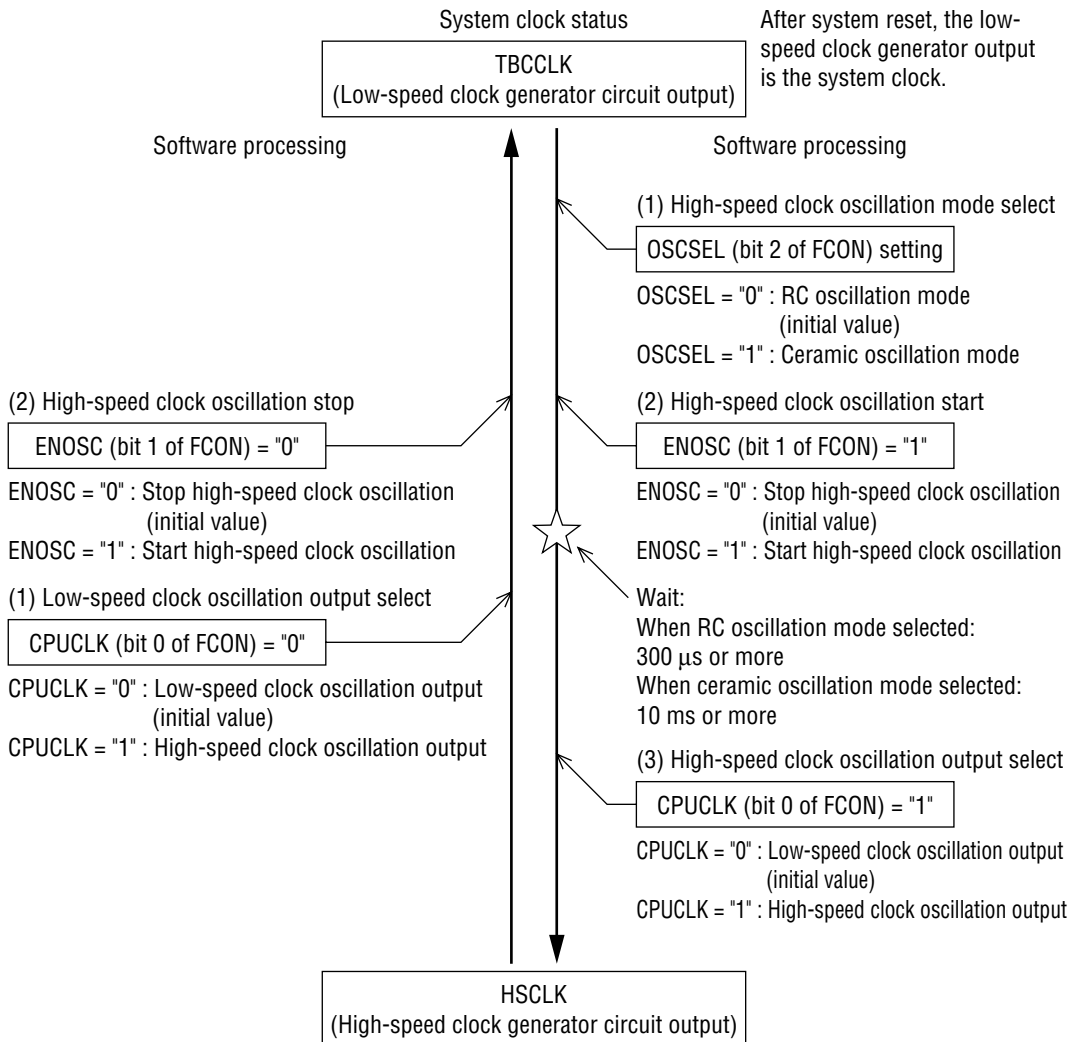 System clock status
TBCCLK
(Low-speed clock generator circuit output)
After system reset, the low-
speed clock generator output
is the system clock.
Software processing
(2) High-speed clock oscillation stop
ENOSC (bit 1 of FCON) = "0"
ENOSC = "0" : Stop high-speed clock oscillation
(initial value)
ENOSC = "1" : Start high-speed clock oscillation
(1) Low-speed clock oscillation output select
CPUCLK (bit 0 of FCON) = "0"
CPUCLK = "0" : Low-speed clock oscillation output
(initial value)
CPUCLK = "1" : High-speed clock oscillation output
Software processing
(1) High-speed clock oscillation mode select
OSCSEL (bit 2 of FCON) setting
OSCSEL = "0" : RC oscillation mode
(initial value)
OSCSEL = "1" : Ceramic oscillation mode
(2) High-speed clock oscillation start
ENOSC (bit 1 of FCON) = "1"
ENOSC = "0" : Stop high-speed clock oscillation
(initial value)
ENOSC = "1" : Start high-speed clock oscillation
Wait:
When RC oscillation mode selected:
300 µs or more
When ceramic oscillation mode selected:
10 ms or more
(3) High-speed clock oscillation output select
CPUCLK (bit 0 of FCON) = "1"
CPUCLK = "0" : Low-speed clock oscillation output
(initial value)
CPUCLK = "1" : High-speed clock oscillation output
HSCLK
(High-speed clock generator circuit output)